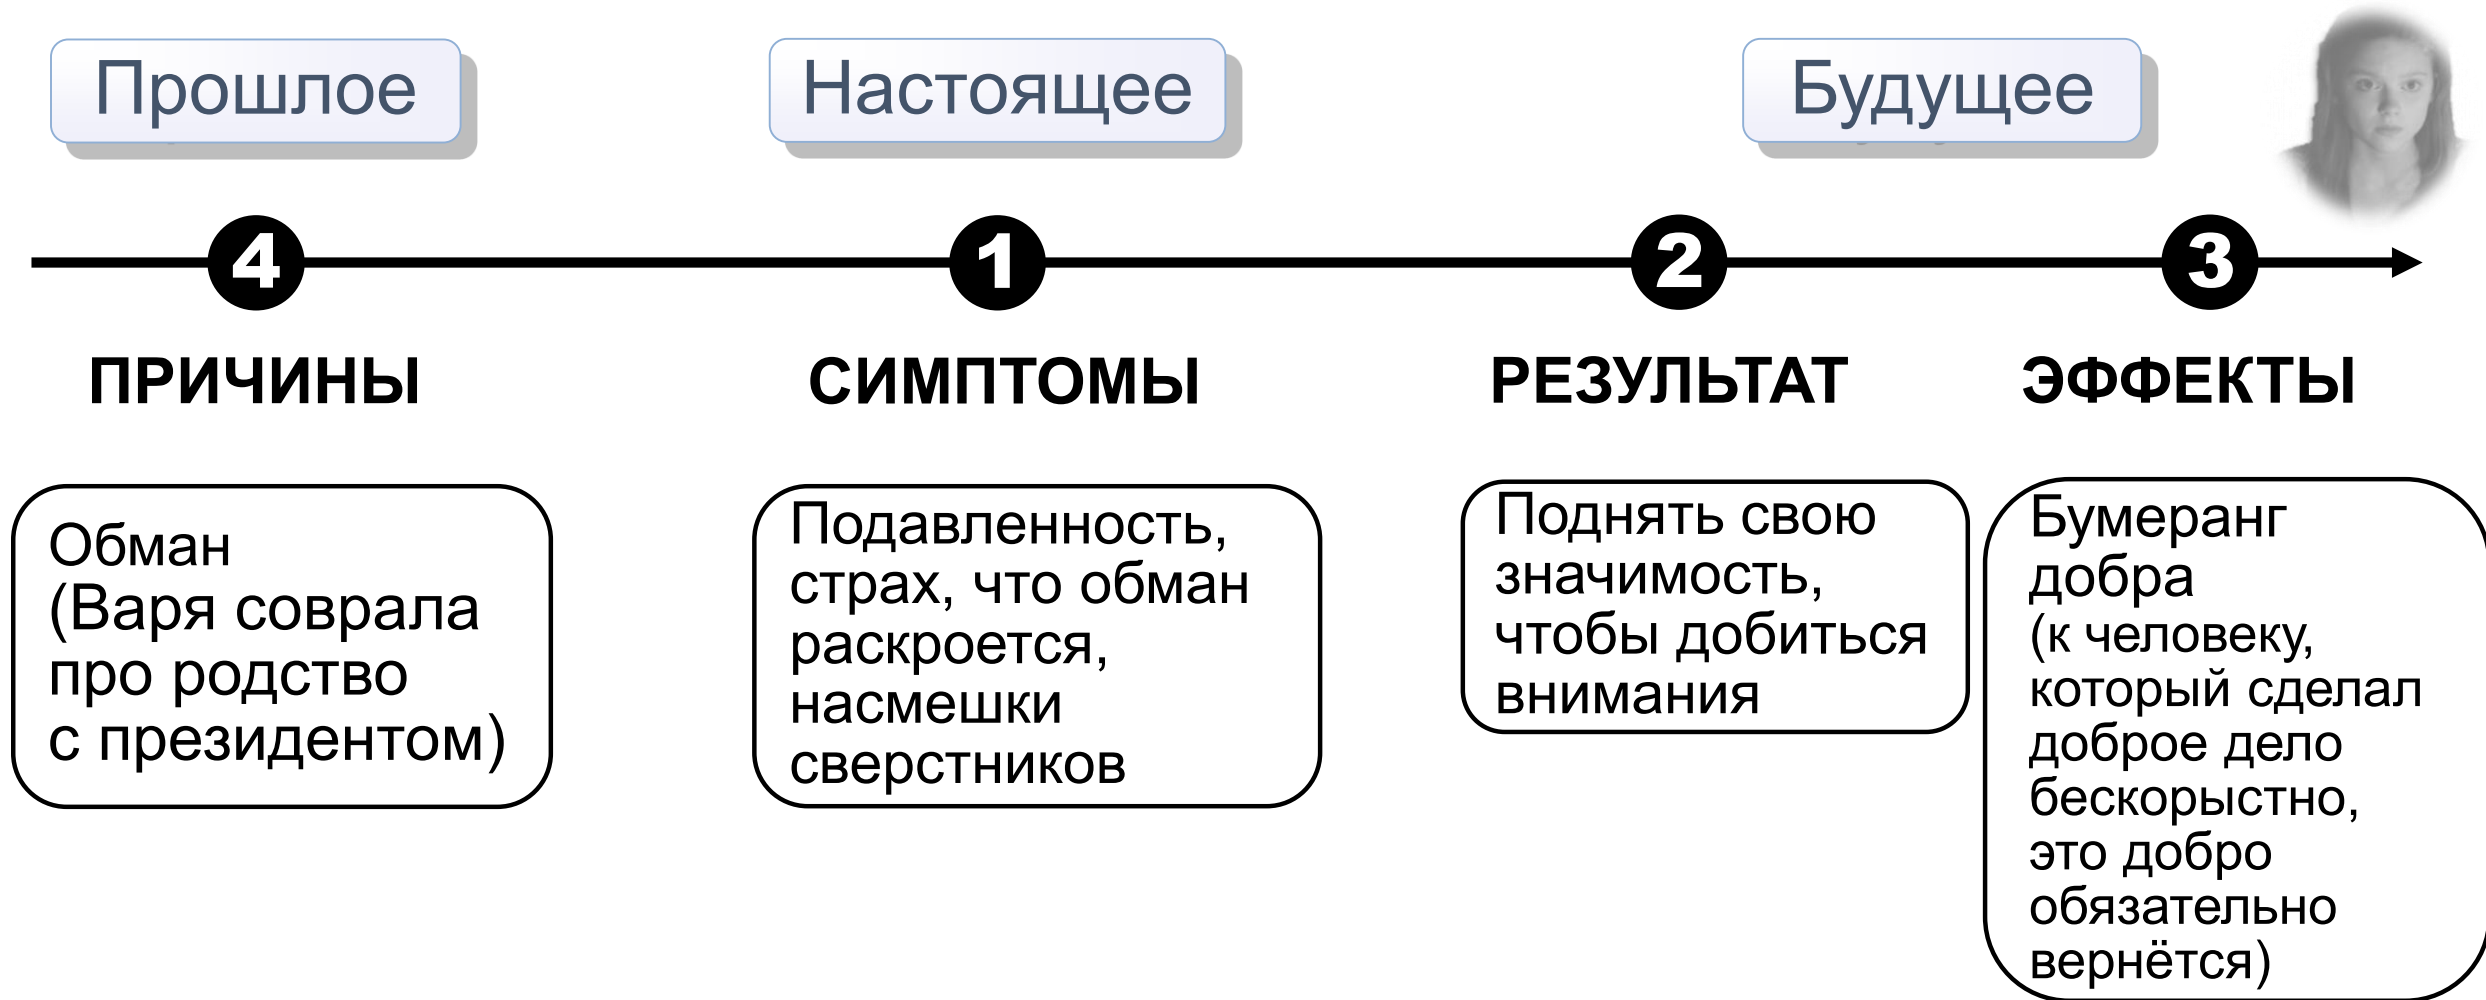 Прошлое
Настоящее
Будущее
4
1
2
3
ПРИЧИНЫ
СИМПТОМЫ
РЕЗУЛЬТАТ
ЭФФЕКТЫ
Обман
(Варя соврала
про родство
с президентом)
Подавленность,
страх, что обман
раскроется,
насмешки
сверстников
Поднять свою
значимость,
чтобы добиться
внимания
Бумеранг
добра
(к человеку,
который сделал
доброе дело
бескорыстно,
это добро
обязательно
вернётся)